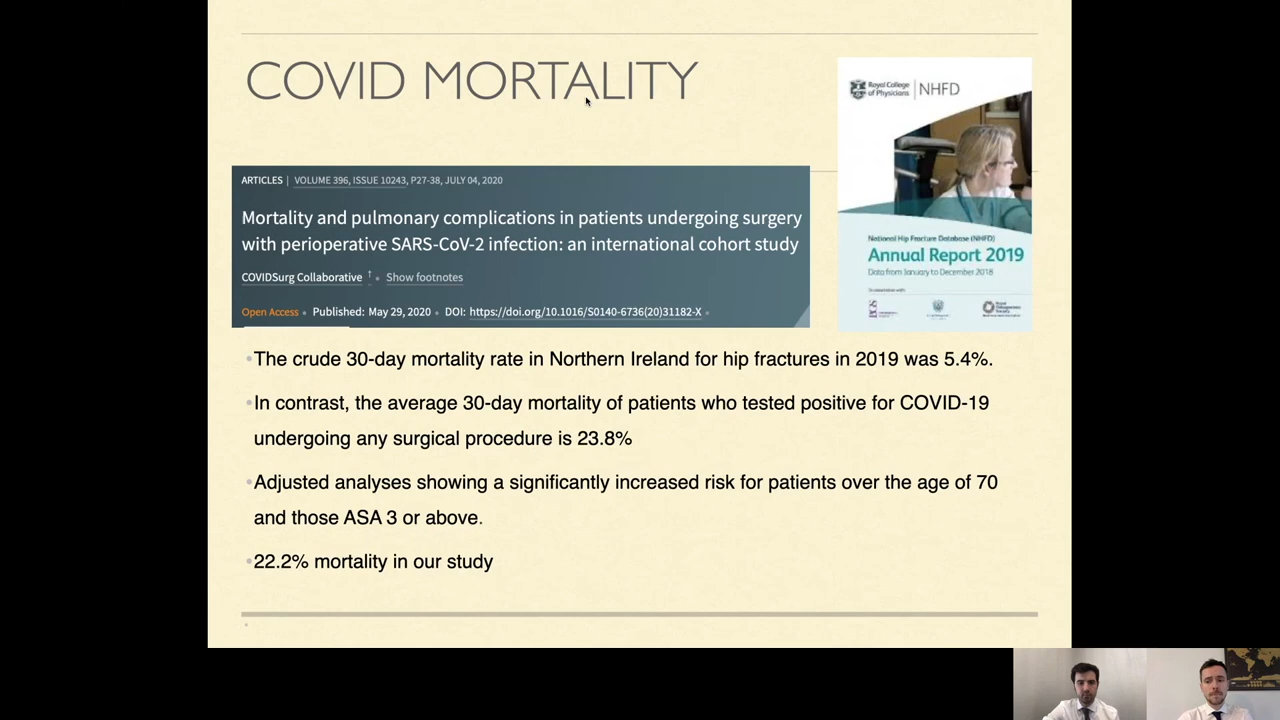 COVID MORTALITY
Royal College
of Physicians
NHFD
ARTICLES | VOLUME 396, ISSUE 10243, P27-38, JULY 04, 2020
Mortality and pulmonary complications in patients undergoing surgery
with perioperative SARS-CoV-2 infection: an international cohort study
COVIDSurg Collaborative † • Show footnotes
Open Access • Published: May 29, 2020 • DOI: https://doi.org/10.1016/S0140-6736(20)31182-X •
National Hip Fracture Database (NHFD)
Annual Report 2019
Data from January to December 2018
•The crude 30-day mortality rate in Northern Ireland for hip fractures in 2019 was 5.4%.
•In contrast, the average 30-day mortality of patients who tested positive for COVID-19
undergoing any surgical procedure is 23.8%
•Adjusted analyses showing a significantly increased risk for patients over the age of 70
and those ASA 3 or above.
•22.2% mortality in our study